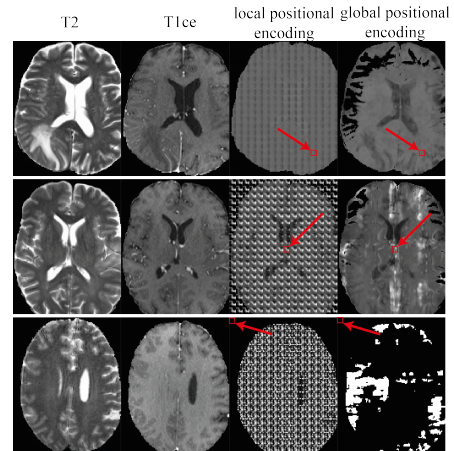 T2
T1ce
local positional
encoding
global positional
encoding